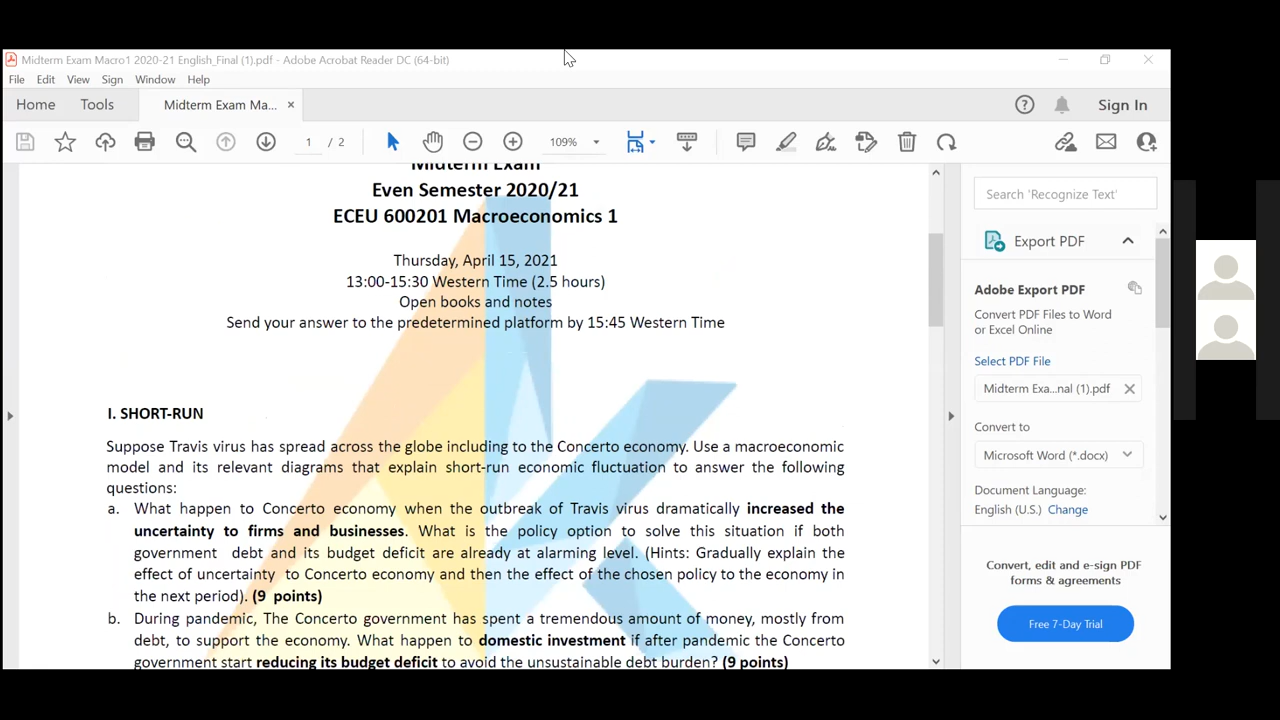 Midterm Exam Macro1 2020-21 English_Final (1).pdf - Adobe Acrobat Reader DC (64-bit)
File Edit View Sign Window Help
Home Tools Midterm Exam Ma... × Sign In
1 / 2 109%
Midterm Exam
Even Semester 2020/21
ECEU 600201 Macroeconomics 1
Thursday, April 15, 2021
13:00-15:30 Western Time (2.5 hours)
Open books and notes
Send your answer to the predetermined platform by 15:45 Western Time
I. SHORT-RUN
Suppose Travis virus has spread across the globe including to the Concerto economy. Use a macroeconomic
model and its relevant diagrams that explain short-run economic fluctuation to answer the following
questions:
a. What happen to Concerto economy when the outbreak of Travis virus dramatically increased the
uncertainty to firms and businesses. What is the policy option to solve this situation if both
government debt and its budget deficit are already at alarming level. (Hints: Gradually explain the
effect of uncertainty to Concerto economy and then the effect of the chosen policy to the economy in
the next period). (9 points)
b. During pandemic, The Concerto government has spent a tremendous amount of money, mostly from
debt, to support the economy. What happen to domestic investment if after pandemic the Concerto
government start reducing its budget deficit to avoid the unsustainable debt burden? (9 points)
Search 'Recognize Text'
Export PDF
Adobe Export PDF
Convert PDF Files to Word
or Excel Online
Select PDF File
Midterm Exa...nal (1).pdf
Convert to
Microsoft Word (*.docx)
Document Language:
English (U.S.) Change
Convert, edit and e-sign PDF
forms & agreements
Free 7-Day Trial